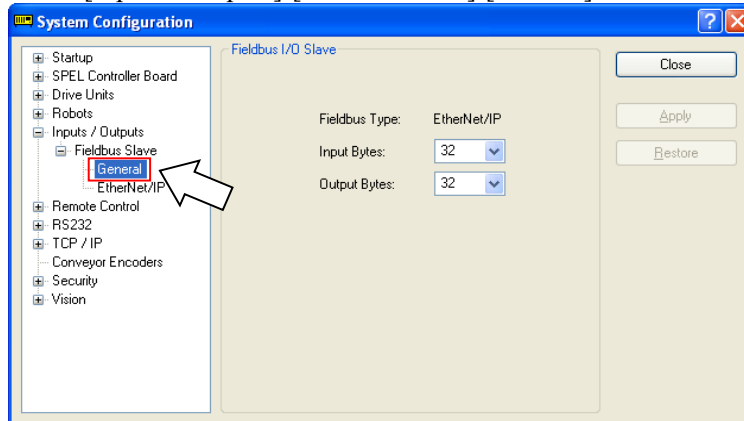 System Configuration
Startup
SPEL Controller Board
Drive Units
Robots
Inputs / Outputs
Fieldbus Slave
General
EtherNet/IP
Remote Control
RS232
TCP / IP
Conveyor Encoders
Security
Vision
Fieldbus I/O Slave
Fieldbus Type: EtherNet/IP
Input Bytes: 32
Output Bytes: 32
Close
Apply
Restore